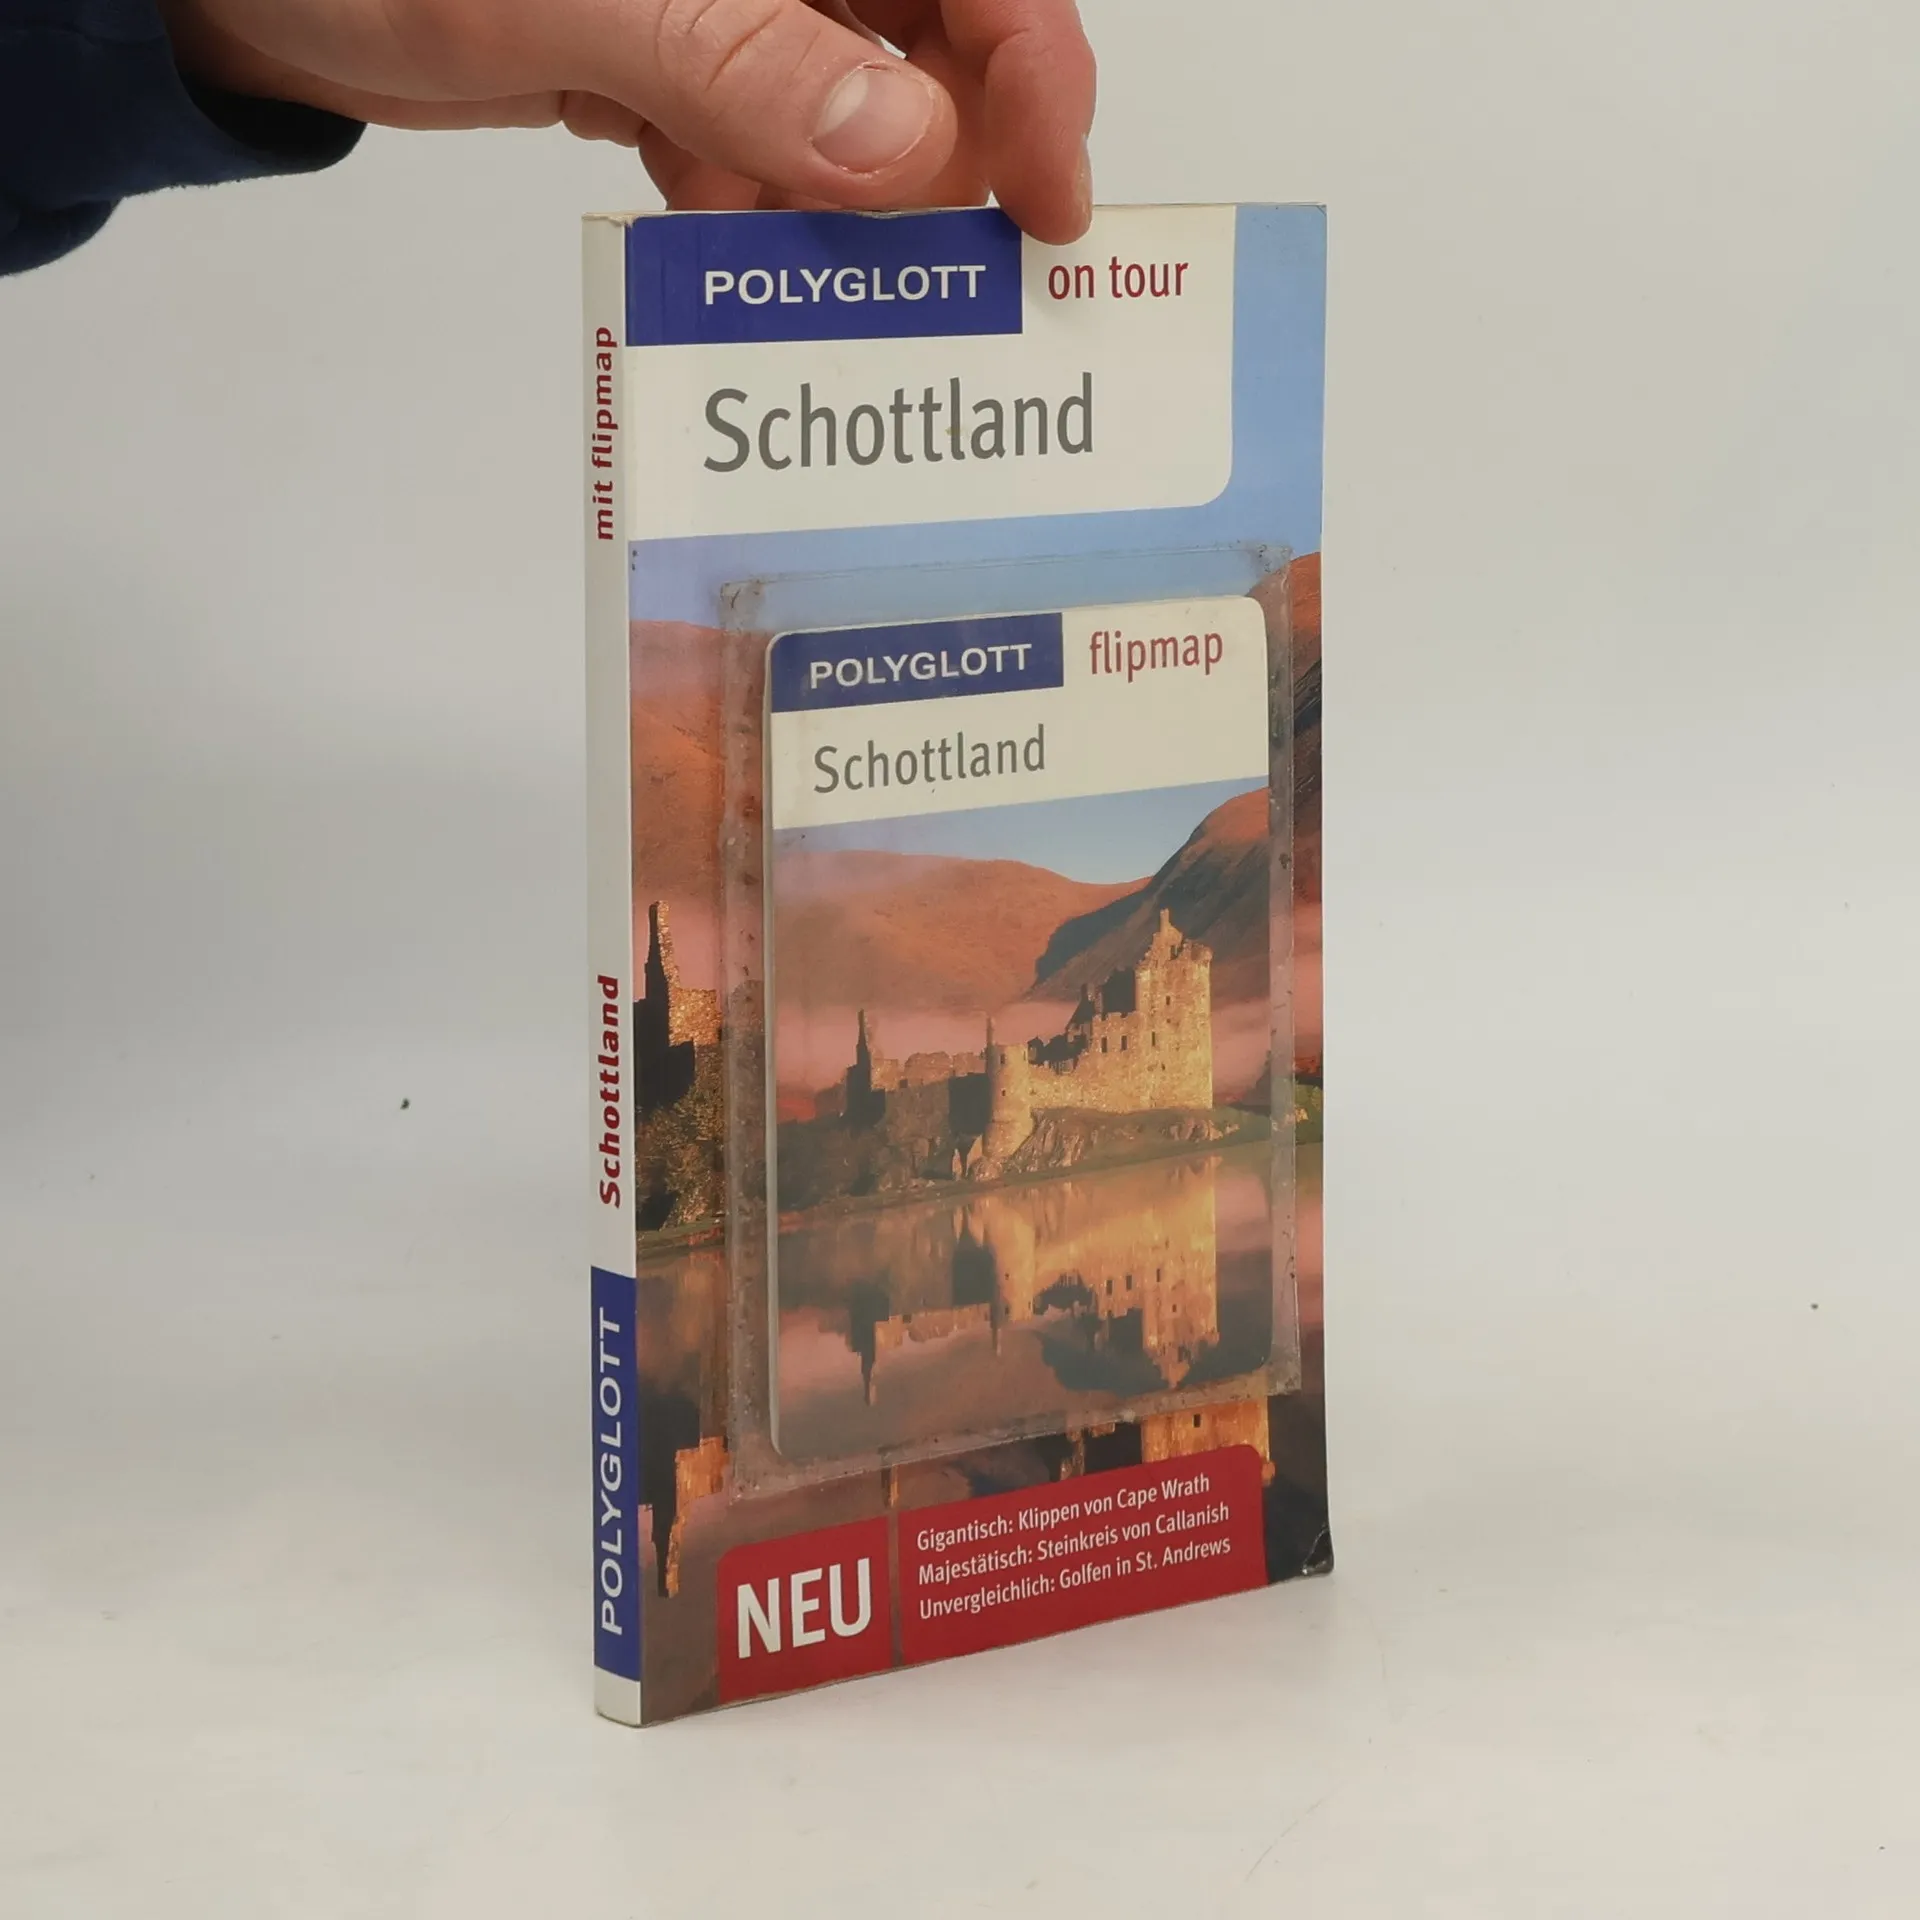 POLYGLOTT on tour
Schottland
POLYGLOTT flipmap
Schottland
NEU
Gigantisch: Klippen von Cape Wrath
Majestätisch: Steinkreis von Callanish
Unvergleichlich: Golfen in St. Andrews
mit flipmap
Schottland
POLYGLOTT